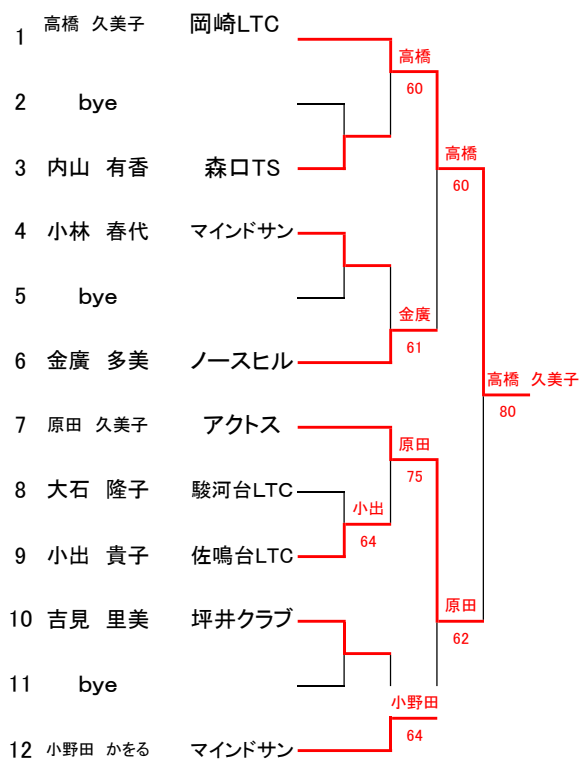 1 高橋 久美子 岡崎LTC
高橋
60
2 bye
3 内山 有香 森口TS
高橋
60
4 小林 春代 マインドサン
5 bye
金廣
61
6 金廣 多美 ノースヒル
高橋 久美子
80
7 原田 久美子 アクトス
原田
75
8 大石 隆子 駿河台LTC
小出
64
9 小出 貴子 佐鳴台LTC
10 吉見 里美 坪井クラブ
原田
62
11 bye
小野田
64
12 小野田 かをる マインドサン